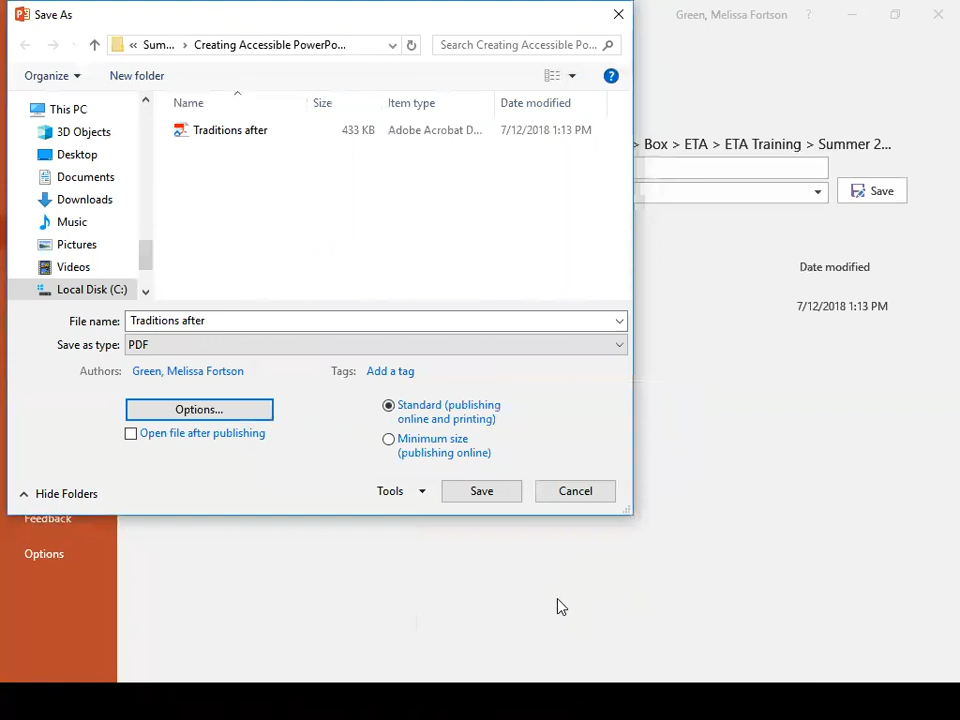 Save As
Green, Melissa Fortson ?
« Sum... › Creating Accessible PowerPo...
Search Creating Accessible Po...
Organize
New folder
?
Name
Size
Item type
Date modified
This PC
3D Objects
Desktop
Documents
Downloads
Music
Pictures
Videos
Local Disk (C:)
Traditions after
433 KB
Adobe Acrobat D...
7/12/2018 1:13 PM
> Box > ETA > ETA Training > Summer 2...
Save
Date modified
7/12/2018 1:13 PM
File name: Traditions after
Save as type: PDF
Authors: Green, Melissa Fortson
Tags: Add a tag
Options...
Open file after publishing
Standard (publishing
online and printing)
Minimum size
(publishing online)
Hide Folders
Tools
Save
Cancel
Feedback
Options